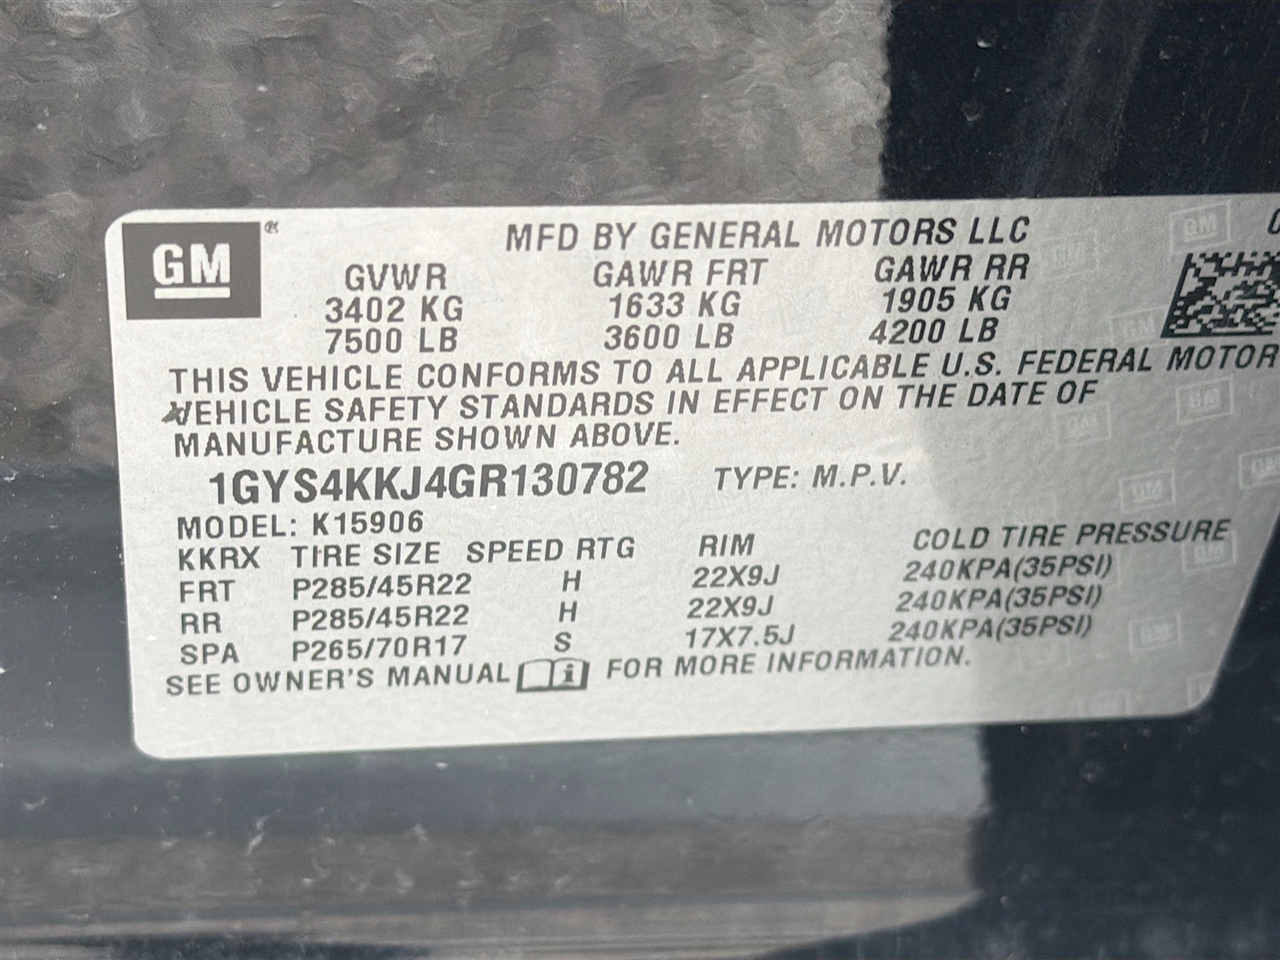 GM ® MFD BY GENERAL MOTORS LLC
GVWR GAWR FRT GAWR RR
3402 KG 1633 KG 1905 KG
7500 LB 3600 LB 4200 LB
THIS VEHICLE CONFORMS TO ALL APPLICABLE U.S. FEDERAL MOTOR
VEHICLE SAFETY STANDARDS IN EFFECT ON THE DATE OF
MANUFACTURE SHOWN ABOVE.
1GYS4KKJ4GR130782 TYPE: M.P.V.
MODEL: K15906
KKRX TIRE SIZE SPEED RTG RIM COLD TIRE PRESSURE
FRT P285/45R22 H 22X9J 240KPA(35PSI)
RR P285/45R22 H 22X9J 240KPA(35PSI)
SPA P265/70R17 S 17X7.5J 240KPA(35PSI)
SEE OWNER'S MANUAL i FOR MORE INFORMATION.